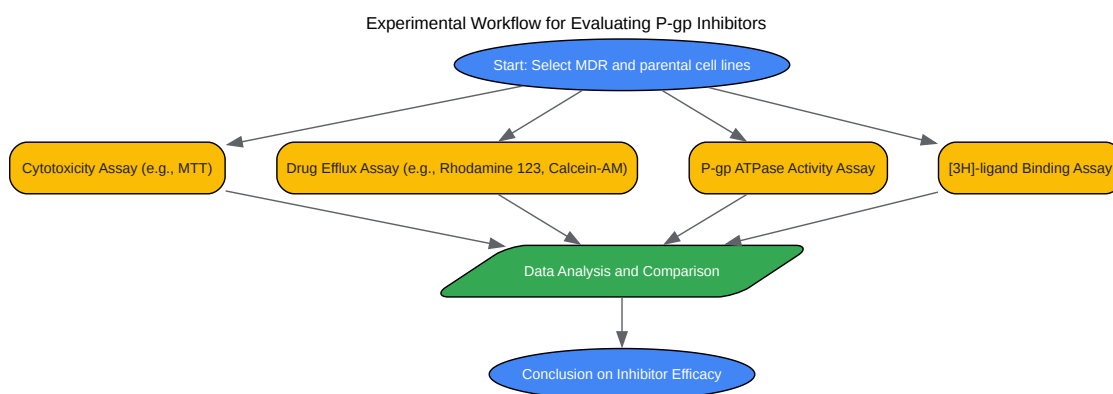 Experimental Workflow for Evaluating P-gp Inhibitors
Start: Select MDR and parental cell lines
Cytotoxicity Assay (e.g., MTT)
Drug Efflux Assay (e.g., Rhodamine 123, Calcein-AM)
P-gp ATPase Activity Assay
[3H]-ligand Binding Assay
Data Analysis and Comparison
Conclusion on Inhibitor Efficacy